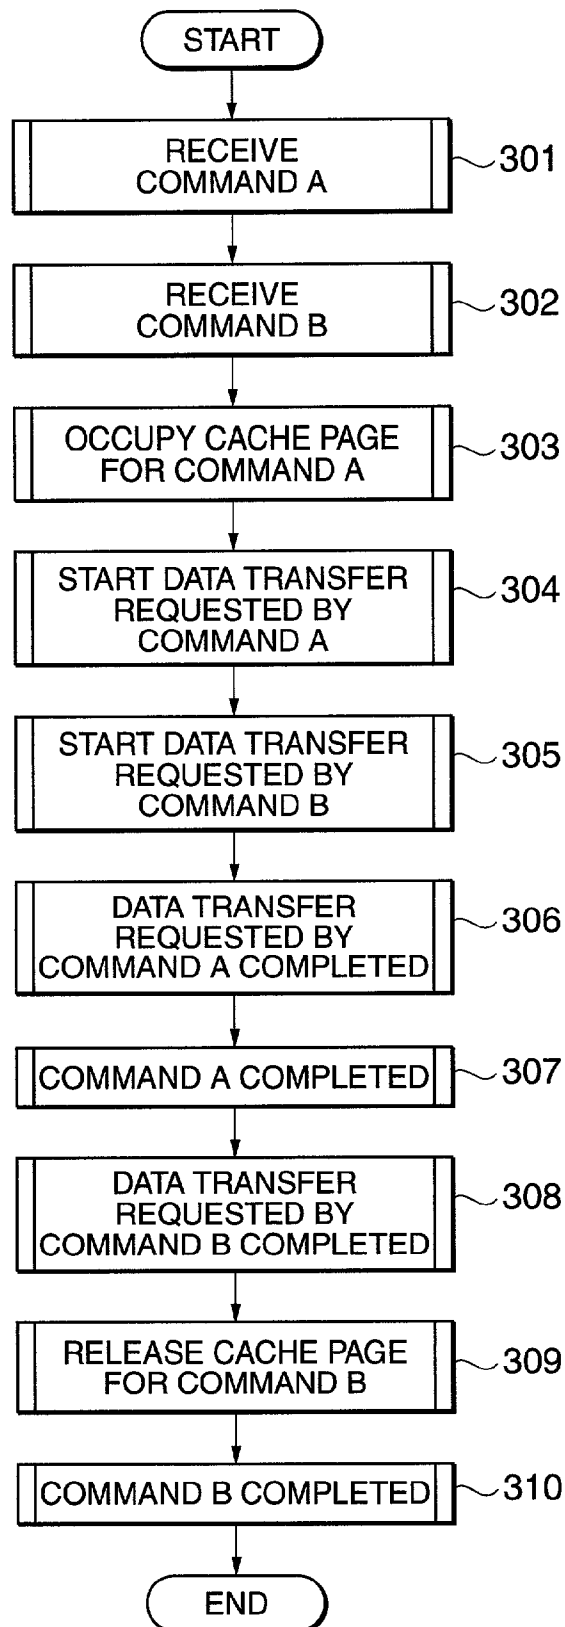 START
RECEIVE
COMMAND A
301
RECEIVE
COMMAND B
302
OCCUPY CACHE PAGE
FOR COMMAND A
303
START DATA TRANSFER
REQUESTED BY
COMMAND A
304
START DATA TRANSFER
REQUESTED BY
COMMAND B
305
DATA TRANSFER
REQUESTED BY
COMMAND A COMPLETED
306
COMMAND A COMPLETED
307
DATA TRANSFER
REQUESTED BY
COMMAND B COMPLETED
308
RELEASE CACHE PAGE
FOR COMMAND B
309
COMMAND B COMPLETED
310
END